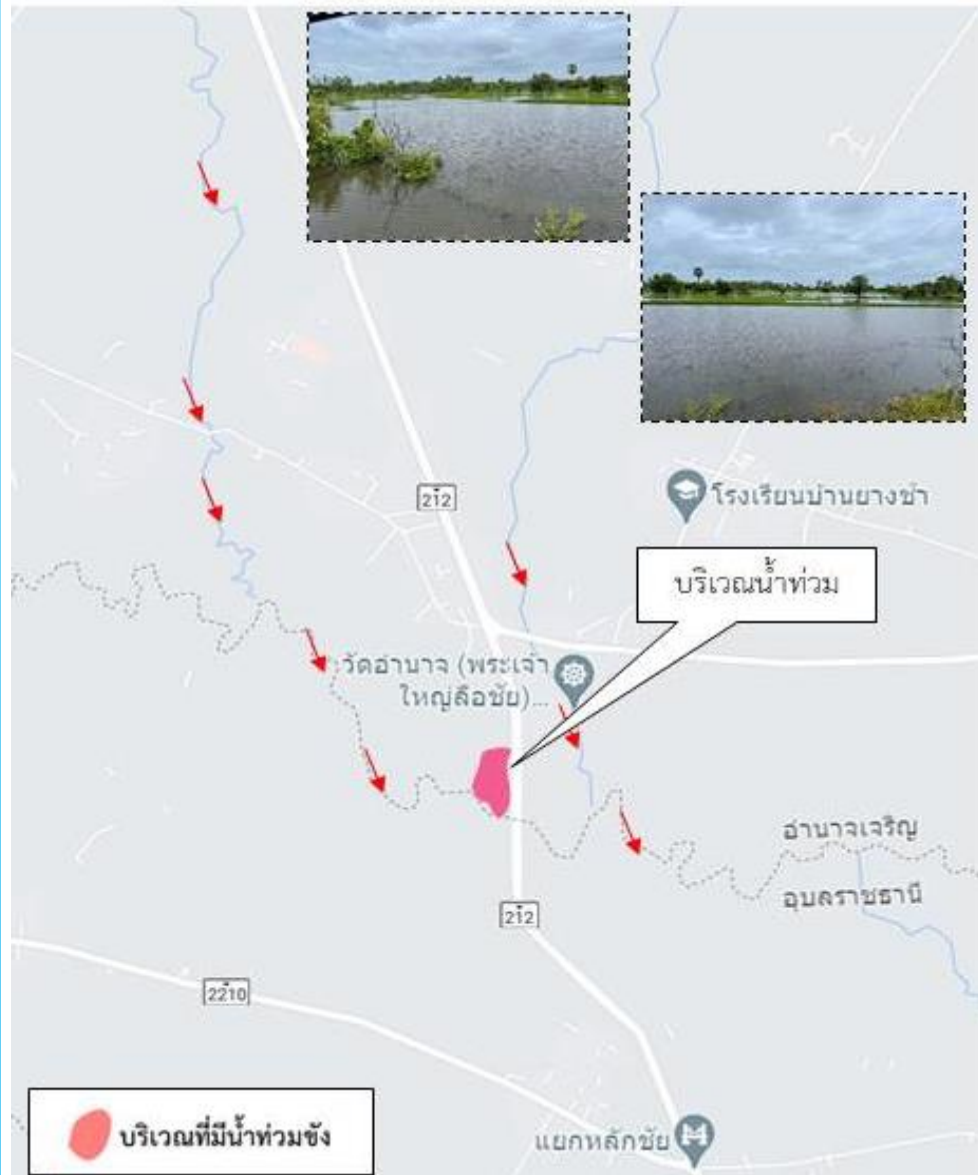 212
โรงเรียนบ้านยางช้า
บริเวณน้ำท่วม
วัดอำนาจ (พระเจ้า
ใหญ่ลือชัย)...
อำนาจเจริญ
อุบลราชธานี
212
2210
บริเวณที่มีน้ำท่วมขัง
แยกหลักชัย